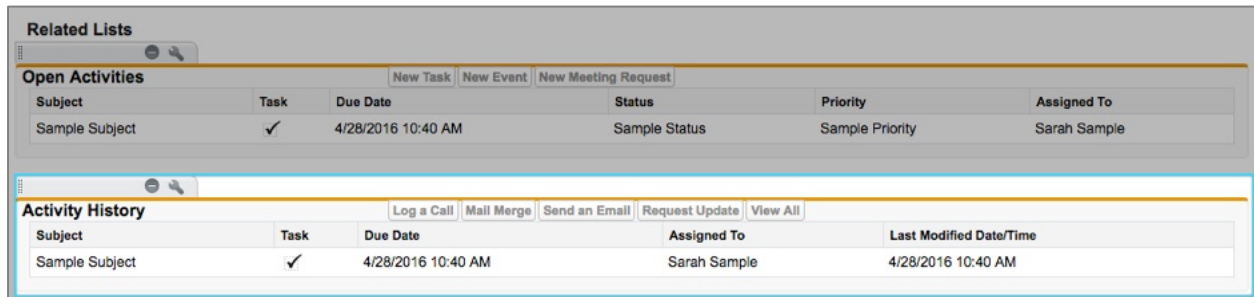 Related Lists
Open Activities New Task New Event New Meeting Request
Subject Task Due Date Status Priority Assigned To
Sample Subject 4/28/2016 10:40 AM Sample Status Sample Priority Sarah Sample
Activity History Log a Call Mail Merge Send an Email Request Update View All
Subject Task Due Date Assigned To Last Modified Date/Time
Sample Subject 4/28/2016 10:40 AM Sarah Sample 4/28/2016 10:40 AM